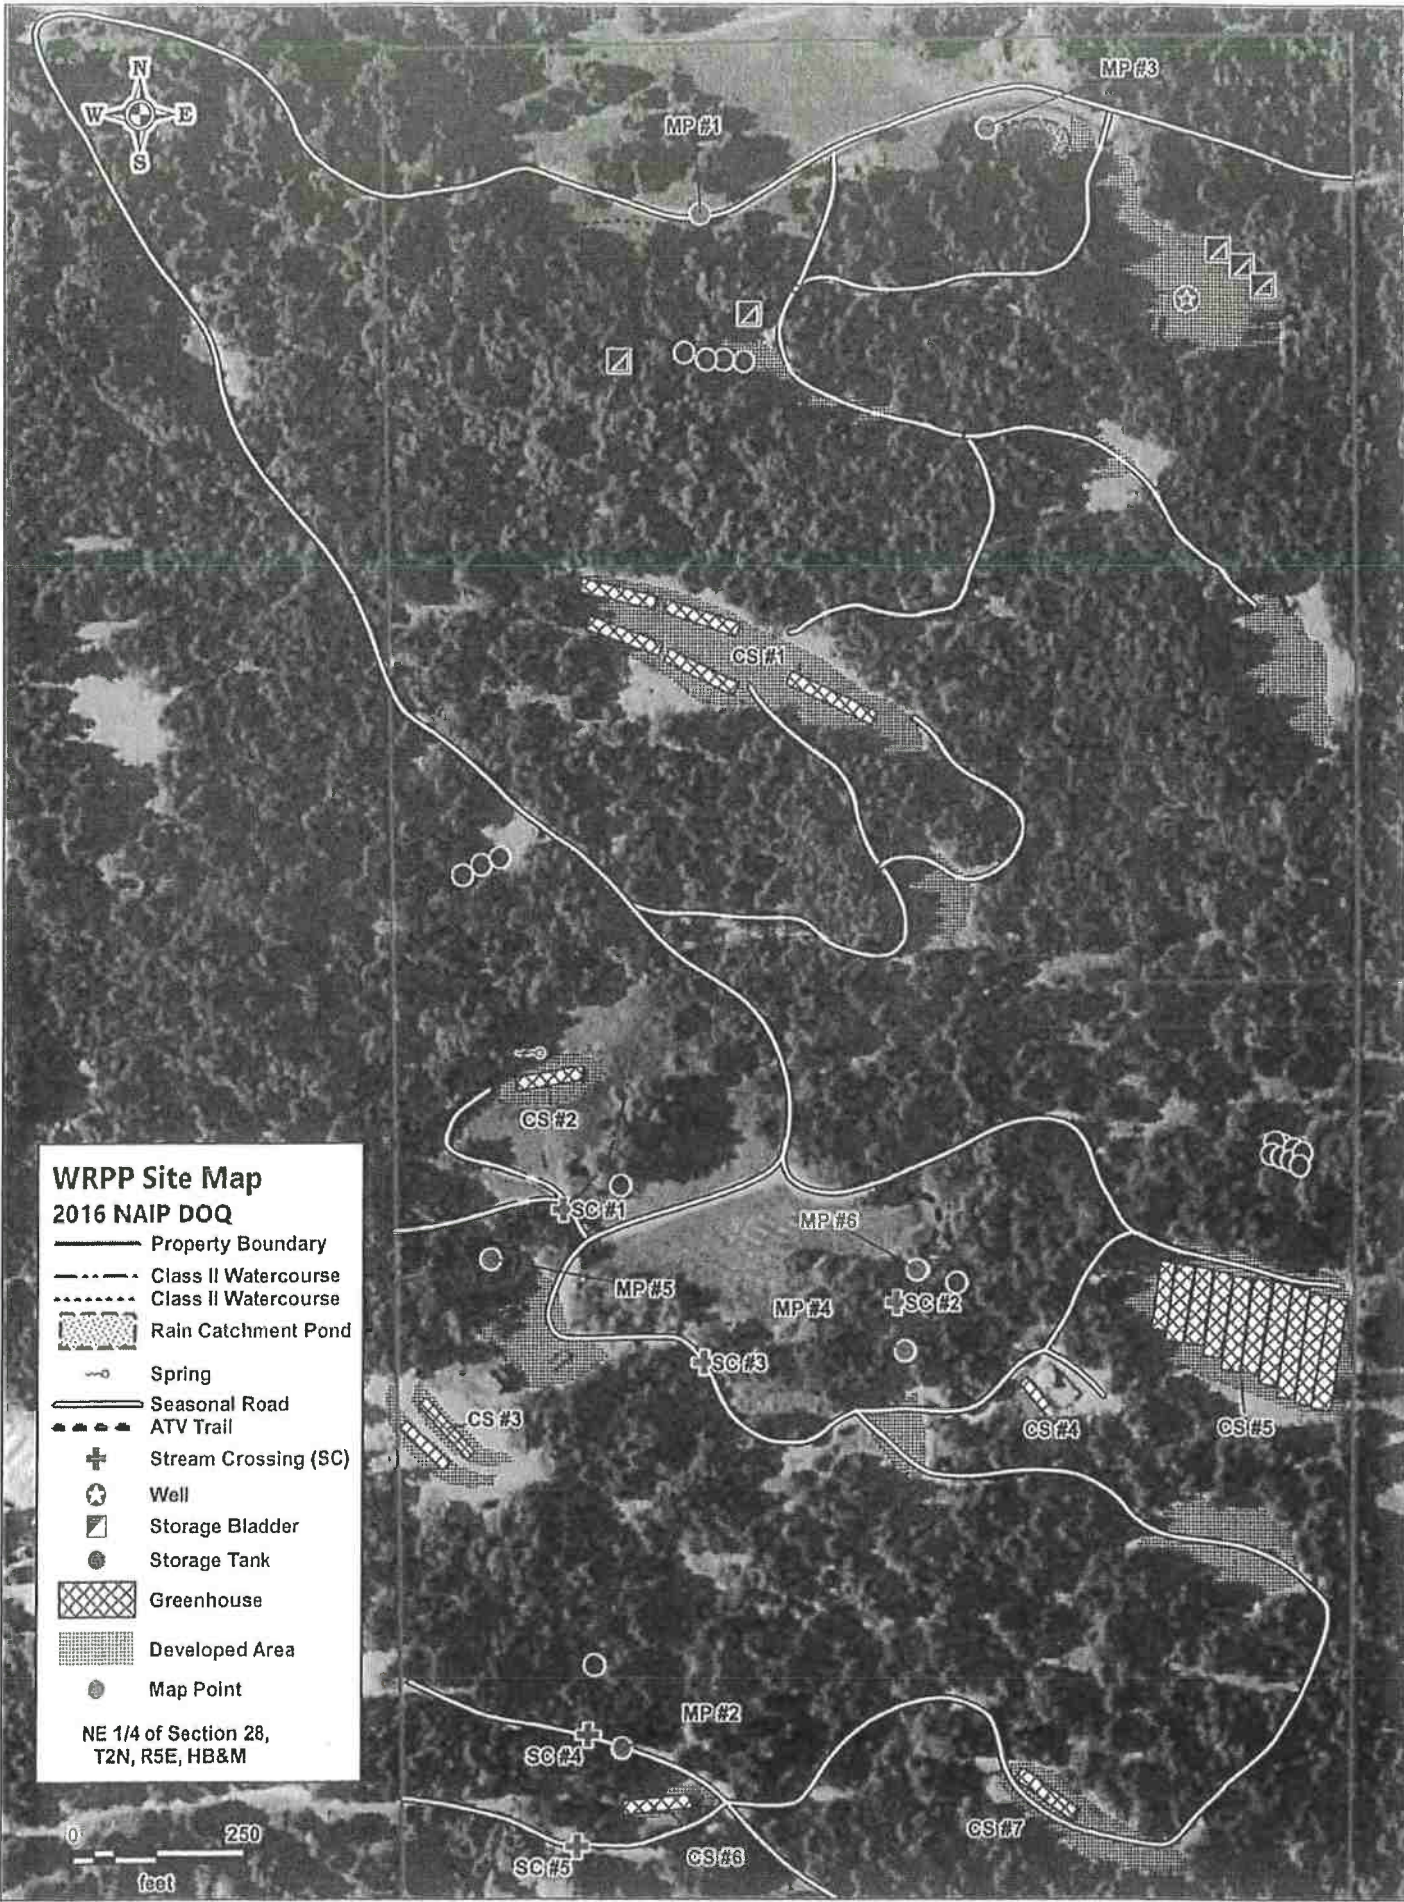 MP #3
N
W E
S
MP #1
CS #1
CS #2
SC #1
MP #6
MP #5
MP #4
SC #2
SC #3
CS #3
CS #4
CS #5
WRPP Site Map
2016 NAIP DOQ
Property Boundary
Class II Watercourse
Class II Watercourse
Rain Catchment Pond
Spring
Seasonal Road
ATV Trail
Stream Crossing (SC)
Well
Storage Bladder
Storage Tank
Greenhouse
Developed Area
Map Point
NE 1/4 of Section 28,
T2N, R5E, HB&M
MP #2
SC #4
CS #7
CS #6
SC #5
0 250
feet